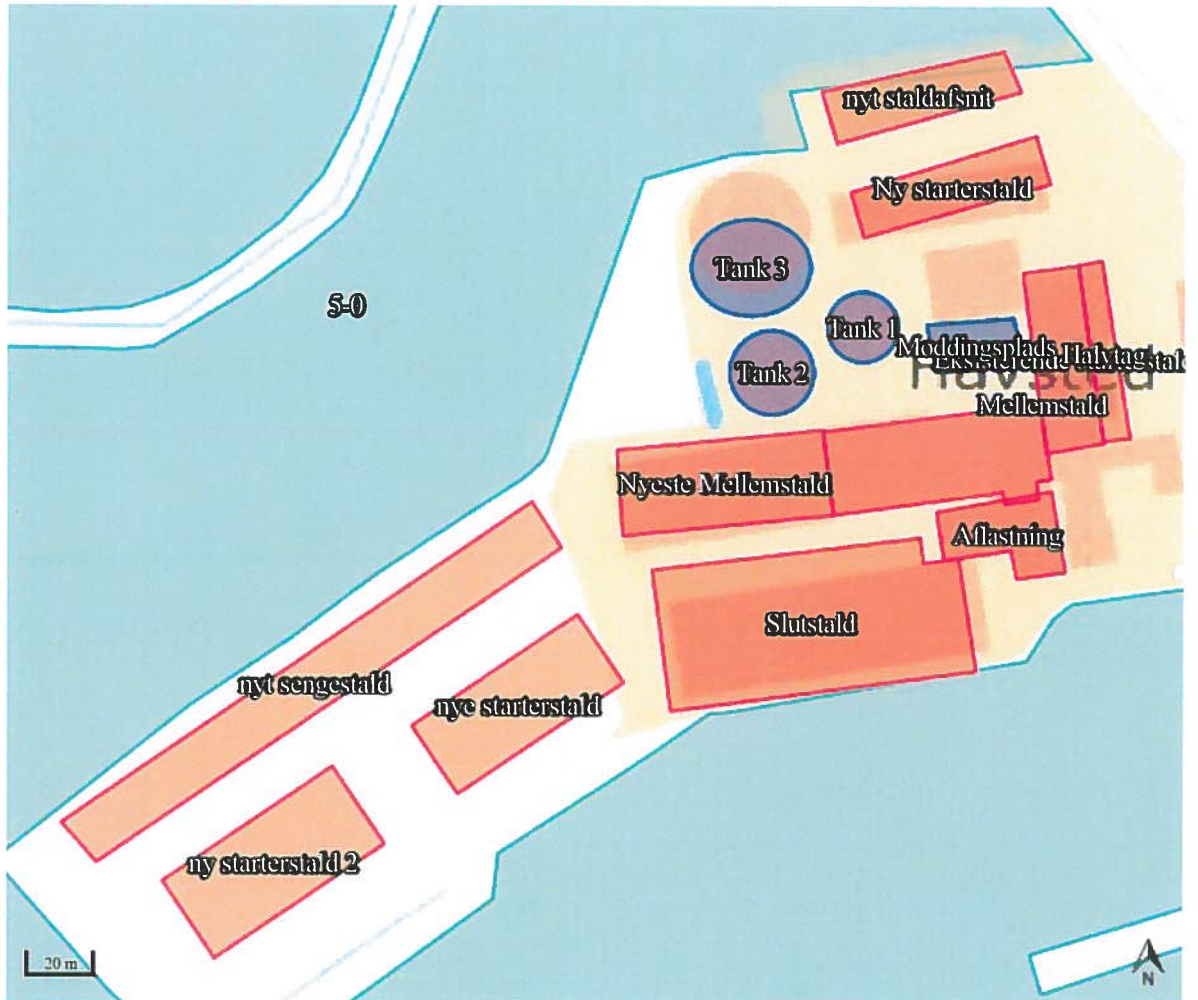 nyt staldafsnit
Ny starterstald
Tank 3
5-0
Tank 1
Moddingsplads
Halvtag
Tank 2
Mellemstald
Nyeste Mellemstald
Aflastning
Slutstald
nyt sengestald
nye starterstald
ny starterstald 2
20 m
N